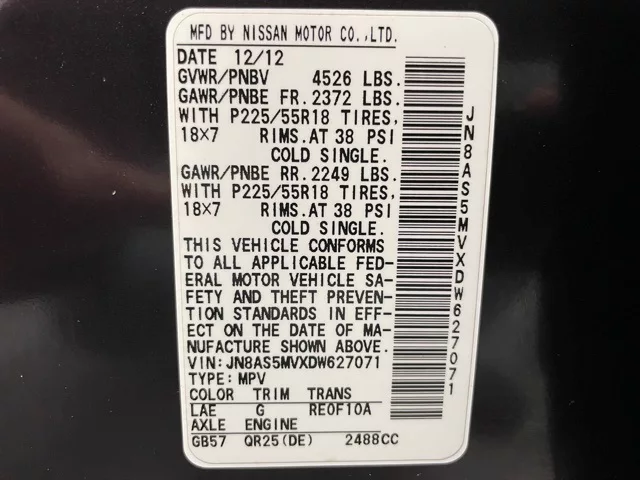 MFD BY NISSAN MOTOR CO.,LTD.
DATE 12/12
GVWR/PNBV 4526 LBS.
GAWR/PNBE FR. 2372 LBS.
WITH P225/55R18 TIRES,
18X7 RIMS.AT 38 PSI
COLD SINGLE.
GAWR/PNBE RR. 2249 LBS.
WITH P225/55R18 TIRES,
18X7 RIMS.AT 38 PSI
COLD SINGLE.
THIS VEHICLE CONFORMS
TO ALL APPLICABLE FED-
ERAL MOTOR VEHICLE SA-
FETY AND THEFT PREVEN-
TION STANDARDS IN EFF-
ECT ON THE DATE OF MA-
NUFACTURE SHOWN ABOVE.
VIN: JN8AS5MVXDW627071
TYPE: MPV
COLOR TRIM TRANS
LAE G RE0F10A
AXLE ENGINE
GB57 QR25(DE) 2488CC
JN8AS5MVXDW627071